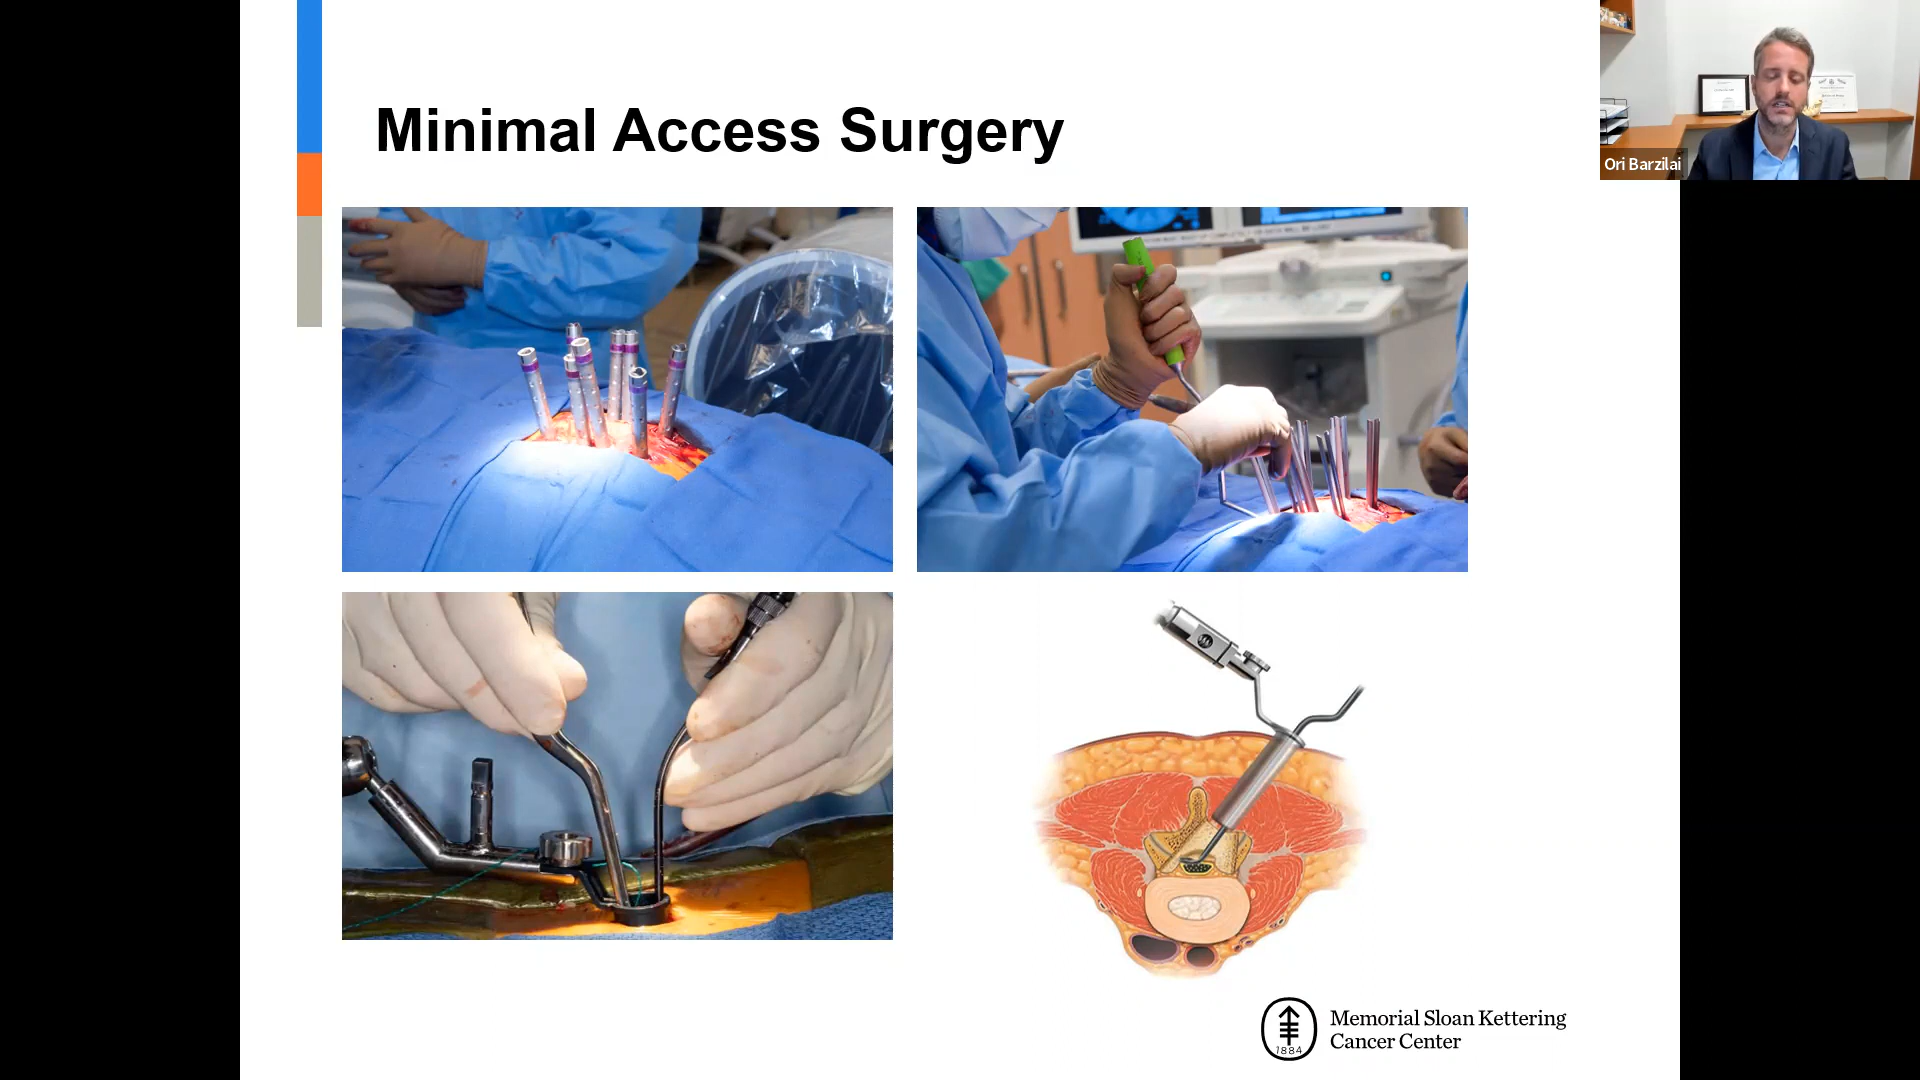 Minimal Access Surgery
Ori Barzilai
1884
Memorial Sloan Kettering
Cancer Center